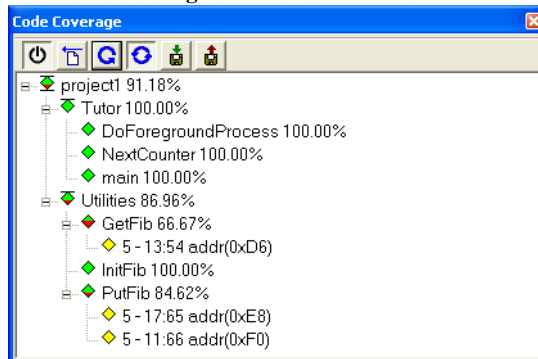 Code Coverage
project1 91.18%
Tutor 100.00%
DoForegroundProcess 100.00%
NextCounter 100.00%
main 100.00%
Utilities 86.96%
GetFib 66.67%
5 - 13:54 addr(0xD6)
InitFib 100.00%
PutFib 84.62%
5 - 17:65 addr(0xE8)
5 - 11:66 addr(0xF0)